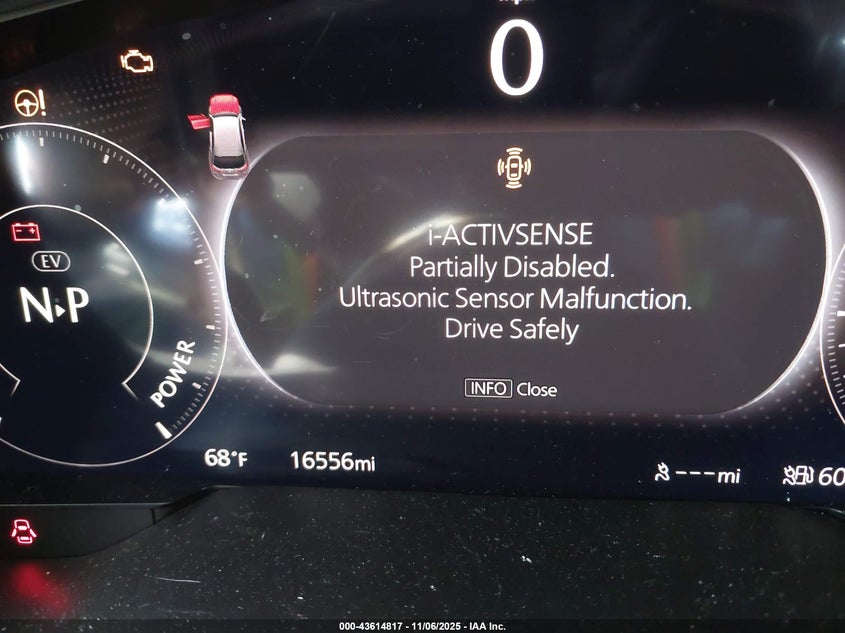 0
i-ACTIVSENSE
Partially Disabled.
Ultrasonic Sensor Malfunction.
Drive Safely
INFO Close
EV
N▸P
POWER
68°F
16556mi
---mi
60
000-43614817 - 11/06/2025 - IAA Inc.